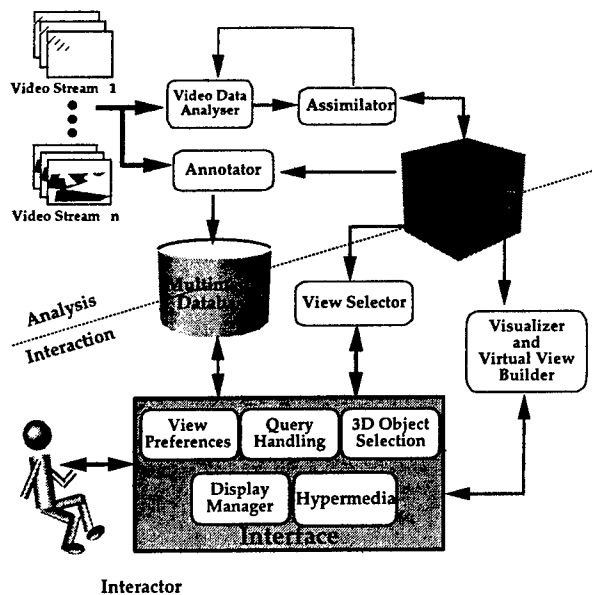 Video Stream 1
Video Data
Analyser
Assimilator
Annotator
Video Stream n
Database
View Selector
Analysis
Interaction
Visualizer
and
Virtual View
Builder
View
Preferences
Query
Handling
3D Object
Selection
Display
Manager
Hypermedia
Interface
Interactor